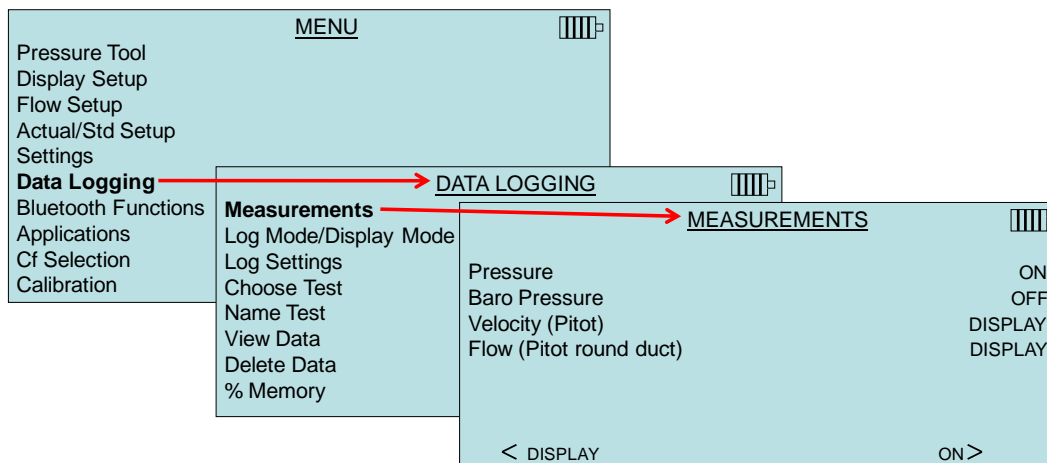 MENU
Pressure Tool
Display Setup
Flow Setup
Actual/Std Setup
Settings
Data Logging
Bluetooth Functions
Applications
Cf Selection
Calibration
DATA LOGGING
Measurements
Log Mode/Display Mode
Log Settings
Choose Test
Name Test
View Data
Delete Data
% Memory
MEASUREMENTS
Pressure ON
Baro Pressure OFF
Velocity (Pitot) DISPLAY
Flow (Pitot round duct) DISPLAY
< DISPLAY ON >